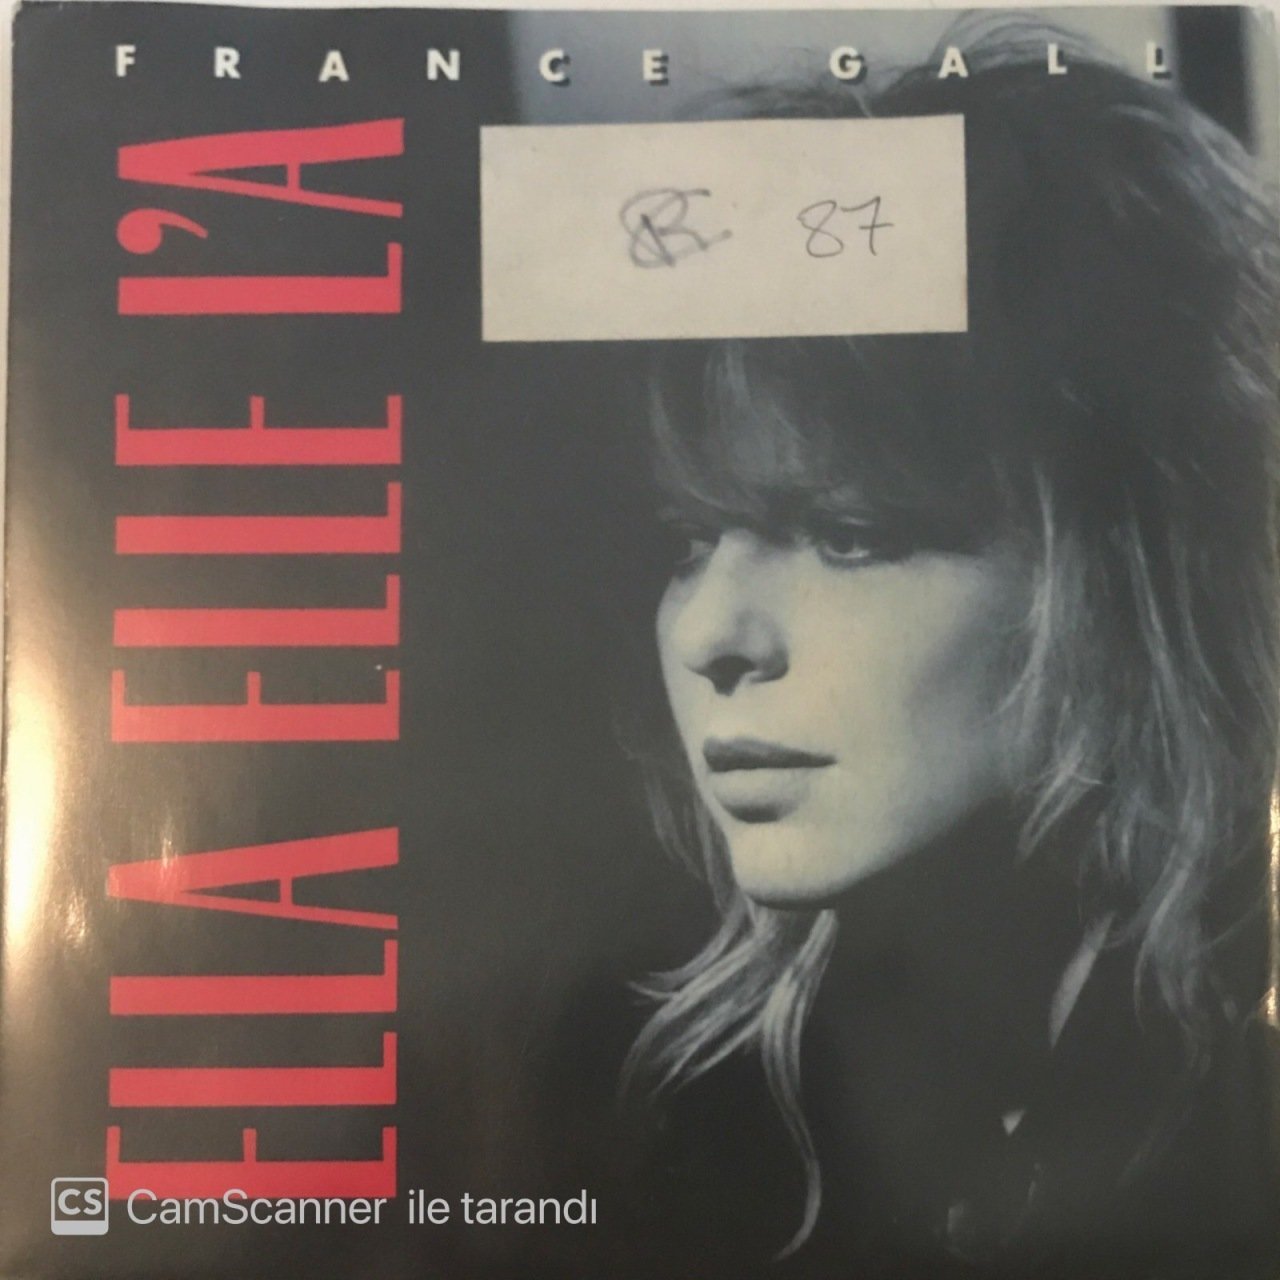 FRANCE GALL
ELLA ELLE L'A
87
CS CamScanner ile tarandı